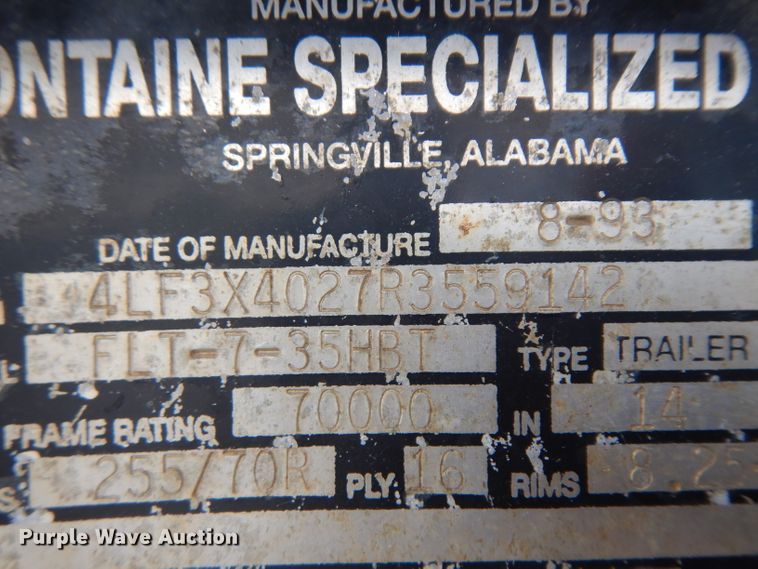 MANUFACTURED BY
ONTAINE SPECIALIZED
SPRINGVILLE, ALABAMA
DATE OF MANUFACTURE 8-93
4LF3X4027R3559142
FLT-7-35HBT TYPE TRAILER
FRAME RATING 70000 IN 14
S: 255/70R PLY: 16 RIMS 8.25
Purple Wave Auction